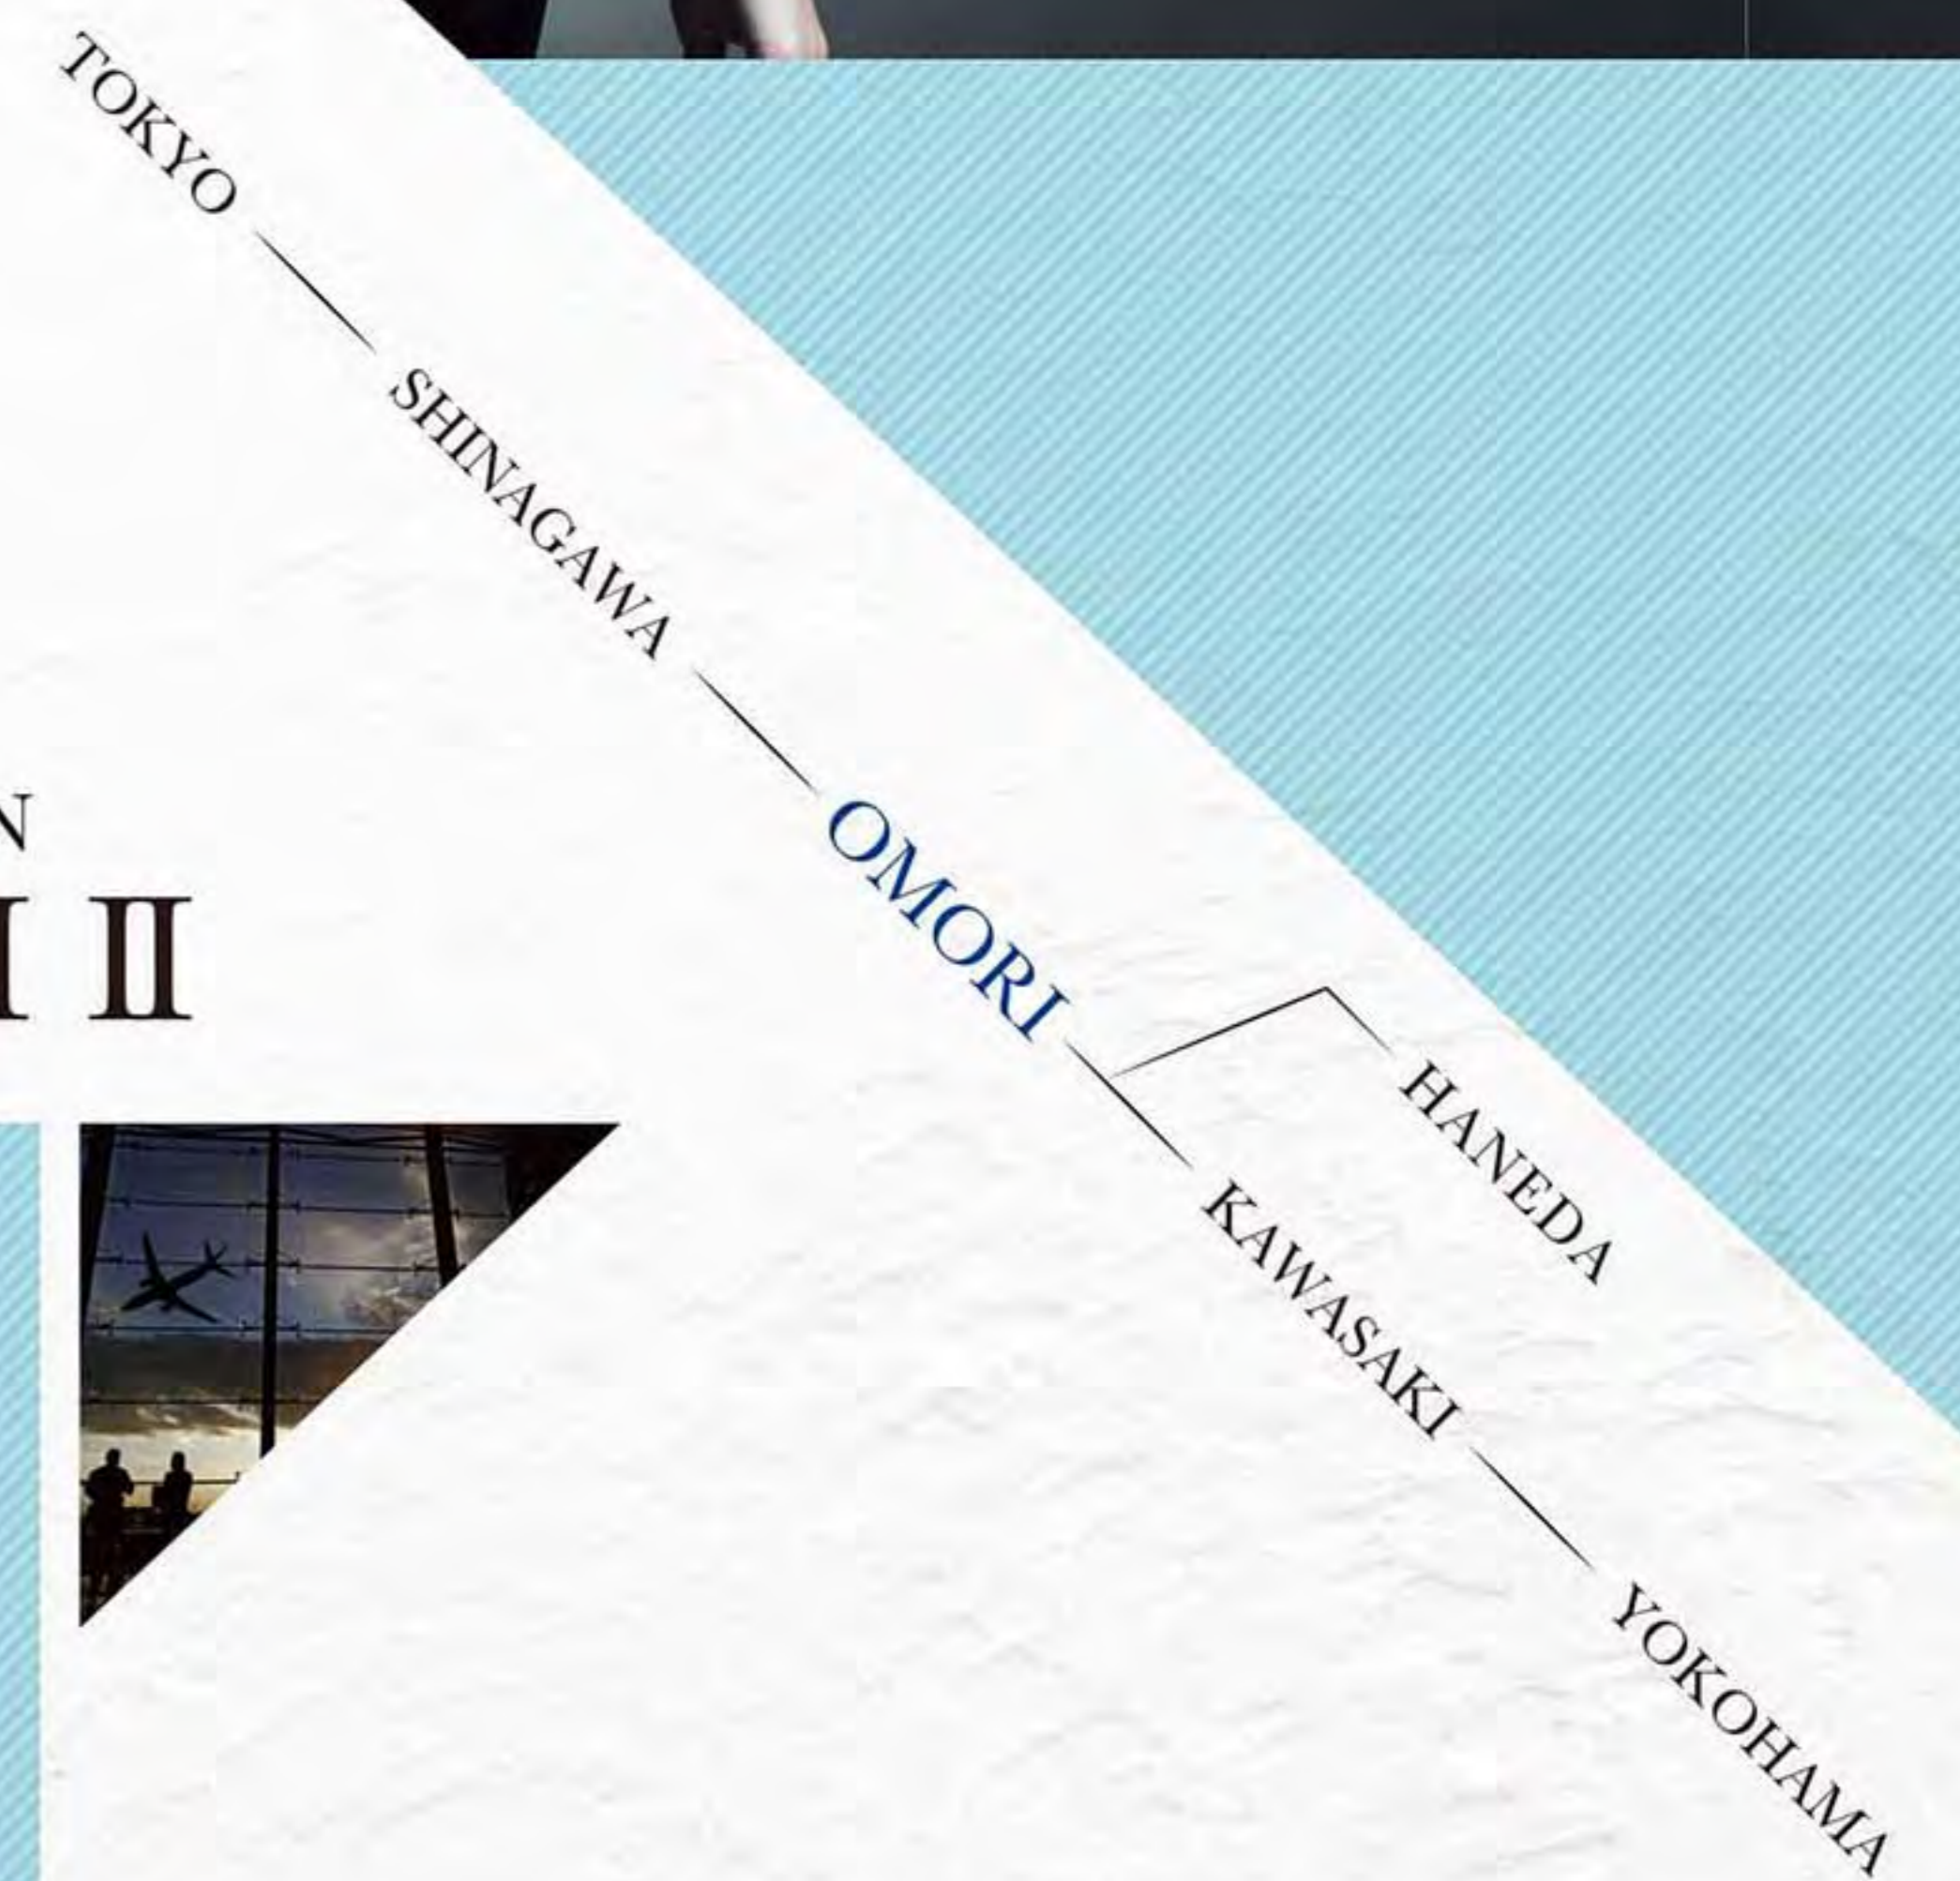 TOKYO
SHINAGAWA
OMORI
HANEDA
KAWASAKI
YOKOHAMA
N
I II